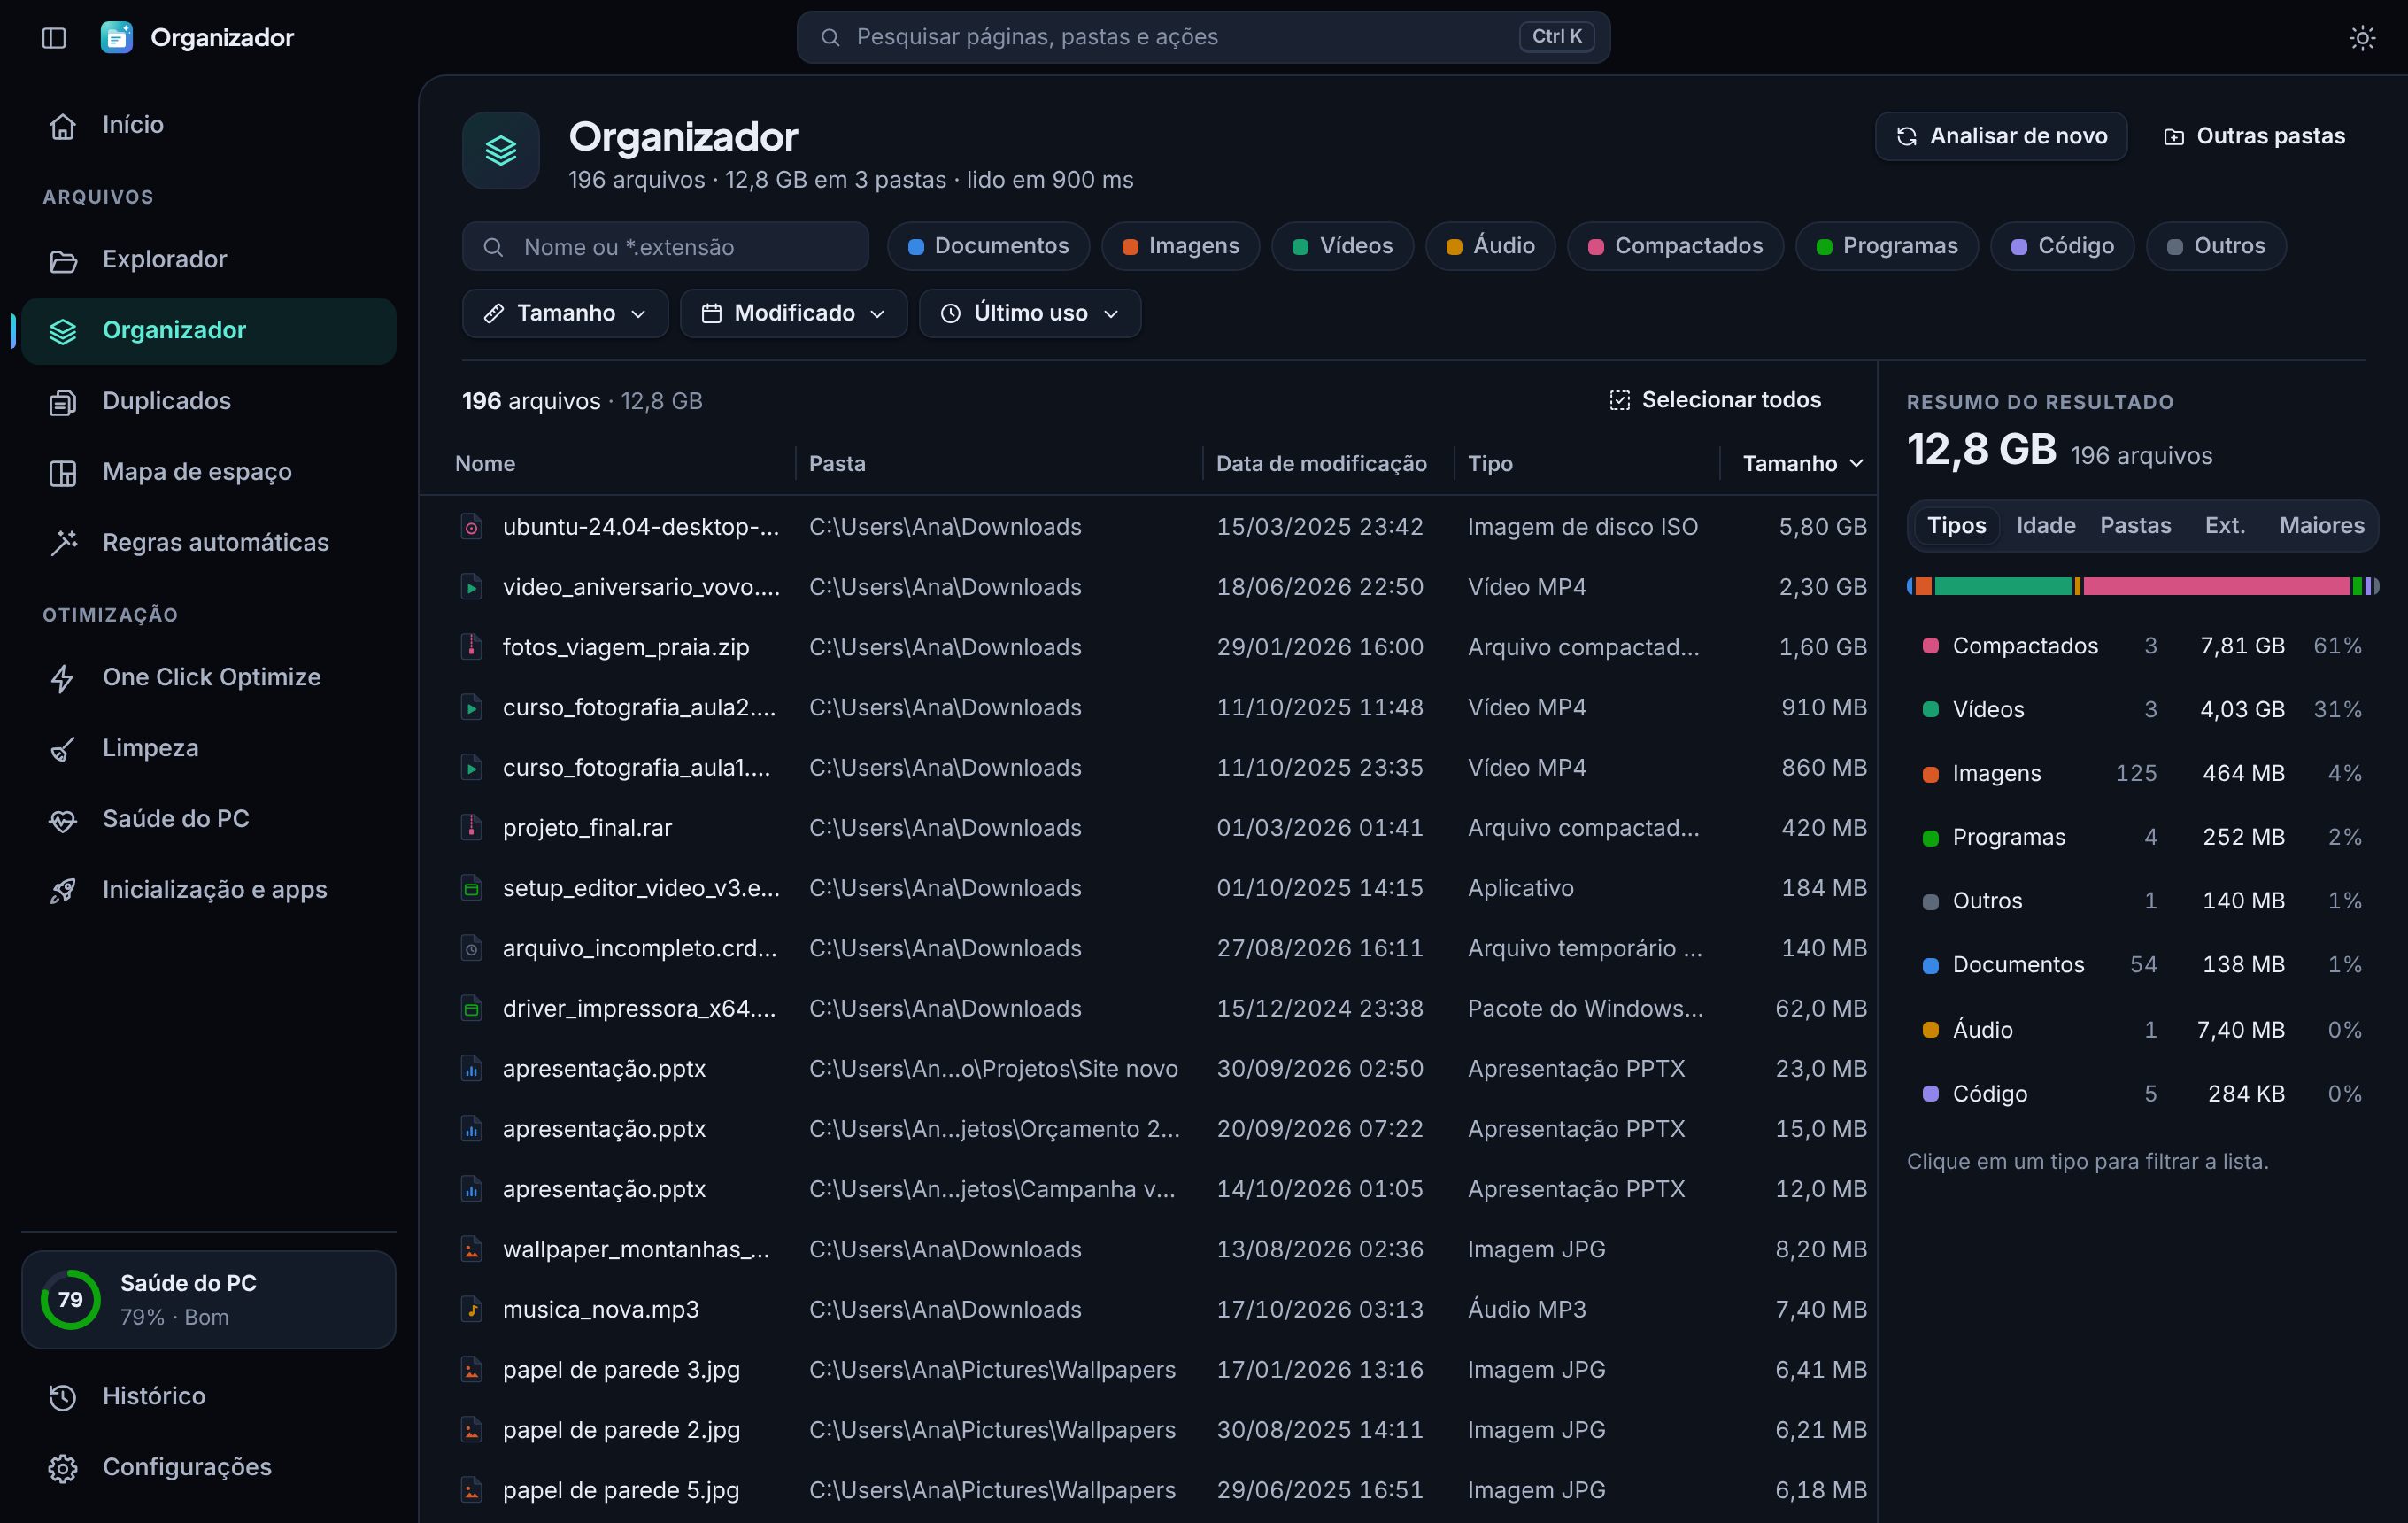 Organizador
Pesquisar páginas, pastas e ações
Ctrl K
Início
ARQUIVOS
Explorador
Organizador
Duplicados
Mapa de espaço
Regras automáticas
OTIMIZAÇÃO
One Click Optimize
Limpeza
Saúde do PC
Inicialização e apps
79
Saúde do PC
79% · Bom
Histórico
Configurações
Organizador
196 arquivos · 12,8 GB em 3 pastas · lido em 900 ms
Analisar de novo
Outras pastas
Nome ou *.extensão
Documentos
Imagens
Vídeos
Áudio
Compactados
Programas
Código
Outros
Tamanho
Modificado
Último uso
196 arquivos · 12,8 GB
Selecionar todos
Nome Pasta Data de modificação Tipo Tamanho
ubuntu-24.04-desktop-... C:\Users\Ana\Downloads 15/03/2025 23:42 Imagem de disco ISO 5,80 GB
video_aniversario_vovo.... C:\Users\Ana\Downloads 18/06/2026 22:50 Vídeo MP4 2,30 GB
fotos_viagem_praia.zip C:\Users\Ana\Downloads 29/01/2026 16:00 Arquivo compactad... 1,60 GB
curso_fotografia_aula2.... C:\Users\Ana\Downloads 11/10/2025 11:48 Vídeo MP4 910 MB
curso_fotografia_aula1.... C:\Users\Ana\Downloads 11/10/2025 23:35 Vídeo MP4 860 MB
projeto_final.rar C:\Users\Ana\Downloads 01/03/2026 01:41 Arquivo compactad... 420 MB
setup_editor_video_v3.e... C:\Users\Ana\Downloads 01/10/2025 14:15 Aplicativo 184 MB
arquivo_incompleto.crd... C:\Users\Ana\Downloads 27/08/2026 16:11 Arquivo temporário ... 140 MB
driver_impressora_x64.... C:\Users\Ana\Downloads 15/12/2024 23:38 Pacote do Windows... 62,0 MB
apresentação.pptx C:\Users\An...o\Projetos\Site novo 30/09/2026 02:50 Apresentação PPTX 23,0 MB
apresentação.pptx C:\Users\An...jetos\Orçamento 2... 20/09/2026 07:22 Apresentação PPTX 15,0 MB
apresentação.pptx C:\Users\An...jetos\Campanha v... 14/10/2026 01:05 Apresentação PPTX 12,0 MB
wallpaper_montanhas_... C:\Users\Ana\Downloads 13/08/2026 02:36 Imagem JPG 8,20 MB
musica_nova.mp3 C:\Users\Ana\Downloads 17/10/2026 03:13 Áudio MP3 7,40 MB
papel de parede 3.jpg C:\Users\Ana\Pictures\Wallpapers 17/01/2026 13:16 Imagem JPG 6,41 MB
papel de parede 2.jpg C:\Users\Ana\Pictures\Wallpapers 30/08/2025 14:11 Imagem JPG 6,21 MB
papel de parede 5.jpg C:\Users\Ana\Pictures\Wallpapers 29/06/2025 16:51 Imagem JPG 6,18 MB
RESUMO DO RESULTADO
12,8 GB 196 arquivos
Tipos Idade Pastas Ext. Maiores
Compactados 3 7,81 GB 61%
Vídeos 3 4,03 GB 31%
Imagens 125 464 MB 4%
Programas 4 252 MB 2%
Outros 1 140 MB 1%
Documentos 54 138 MB 1%
Áudio 1 7,40 MB 0%
Código 5 284 KB 0%
Clique em um tipo para filtrar a lista.